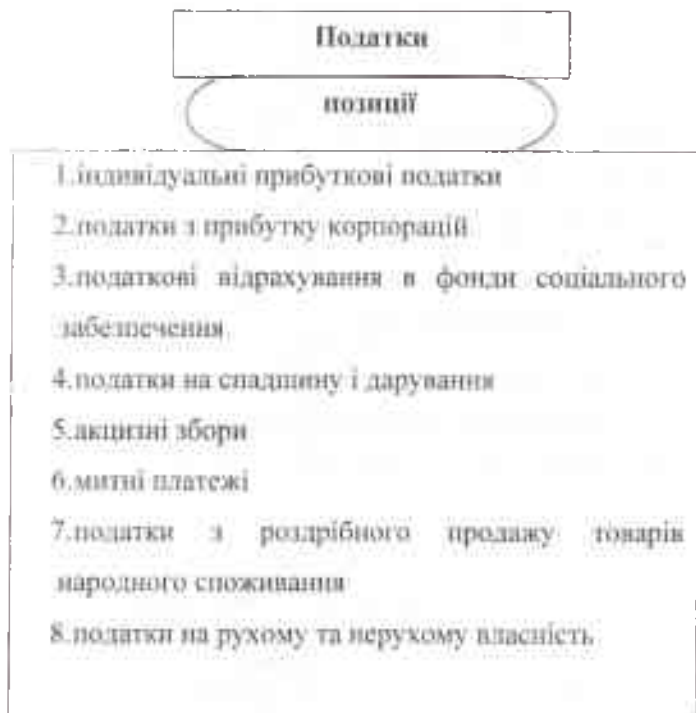 Податки
позиції
1.індивідуальні прибуткові податки
2.податки з прибутку корпорацій
3.податкові відрахування в фонди соціального
забезпечення
4.податки на спадщину і дарування
5.акцизні збори
6.митні платежі
7.податки з роздрібного продажу товарів
народного споживання
8.податки на рухому та нерухому власність